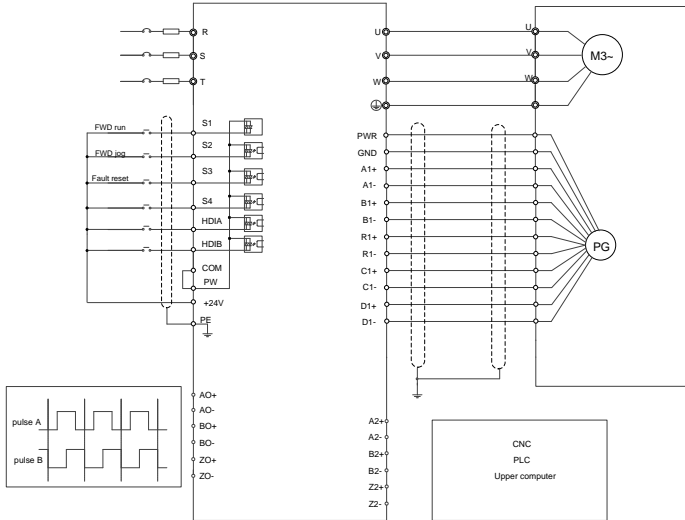 R
S
T
FWD run
FWD jog
Fault reset
S1
S2
S3
S4
HDIA
HDIB
COM
PW
+24V
PE
AO+
AO-
BO+
BO-
ZO+
ZO-
pulse A
pulse B
U
V
W
PWR
GND
A1+
A1-
B1+
B1-
R1+
R1-
C1+
C1-
D1+
D1-
A2+
A2-
B2+
B2-
Z2+
Z2-
U
V
W
M3~
PG
CNC
PLC
Upper computer